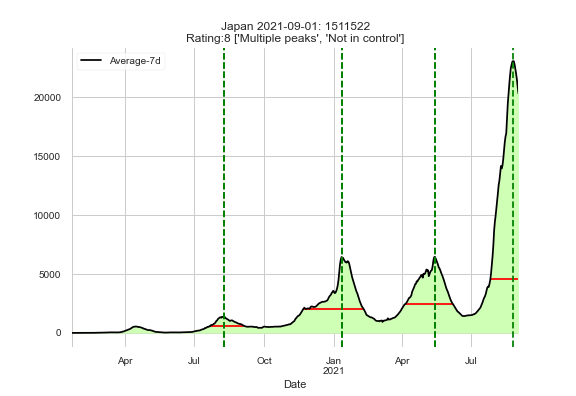 Japan 2021-09-01: 1511522
Rating:8 ['Multiple peaks', 'Not in control']
Average-7d
20000
15000
10000
5000
0
Apr Jul Oct Jan Apr Jul
2021
Date